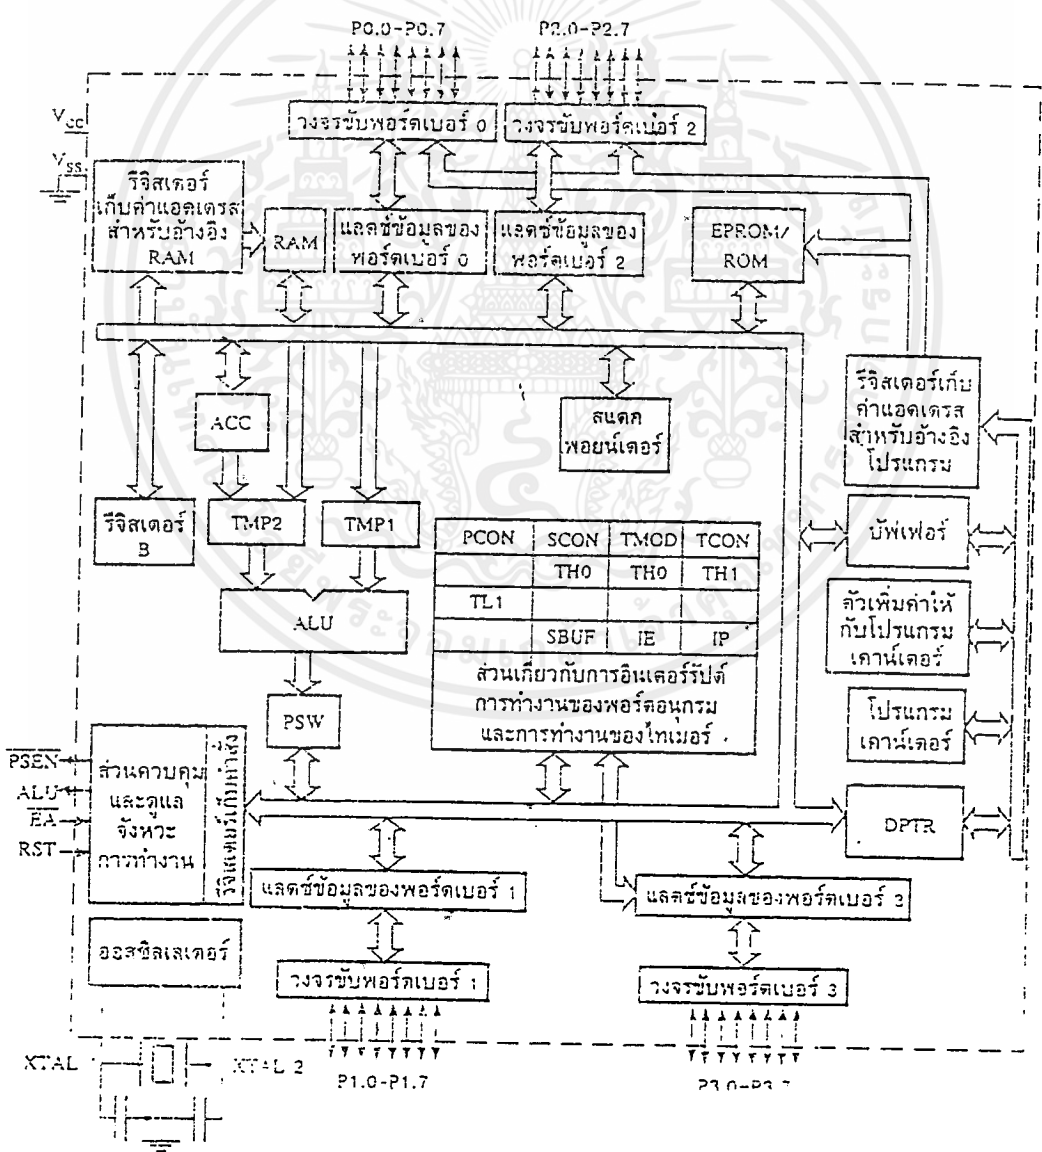 P0.0-P0.7
P2.0-P2.7
วงจรขับพอร์ตเบอร์ 0
วงจรขับพอร์ตเบอร์ 2
Vcc
Vss
รีจิสเตอร์
เก็บค่าแอดเดรส
สำหรับอ้างอิง
RAM
RAM
แลตช์ข้อมูลของ
พอร์ตเบอร์ 0
แลตช์ข้อมูลของ
พอร์ตเบอร์ 2
EPROM/
ROM
ACC
สแตก
พอยน์เตอร์
รีจิสเตอร์เก็บ
ค่าแอดเดรส
สำหรับอ้างอิง
โปรแกรม
รีจิสเตอร์
B
TMP2
TMP1
PCON SCON TMOD TCON
TH0 TH0 TH1
TL1
SBUF IE IP
ส่วนเกี่ยวกับการอินเตอร์รัปต์
การทำงานของพอร์ตอนุกรม
และการทำงานของไทเมอร์
บัฟเฟอร์
ALU
ตัวเพิ่มค่าให้
กับโปรแกรม
เคาน์เตอร์
PSW
โปรแกรม
เคาน์เตอร์
PSEN
ALU
EA
RST
ส่วนควบคุม
และดูแล
จังหวะ
การทำงาน
รีจิสเตอร์เก็บคำสั่ง
DPTR
แลตช์ข้อมูลของพอร์ตเบอร์ 1
แลตช์ข้อมูลของพอร์ตเบอร์ 3
ออสซิลเลเตอร์
วงจรขับพอร์ตเบอร์ 1
วงจรขับพอร์ตเบอร์ 3
XTAL
XTAL 2
P1.0-P1.7
P3.0-P3.7